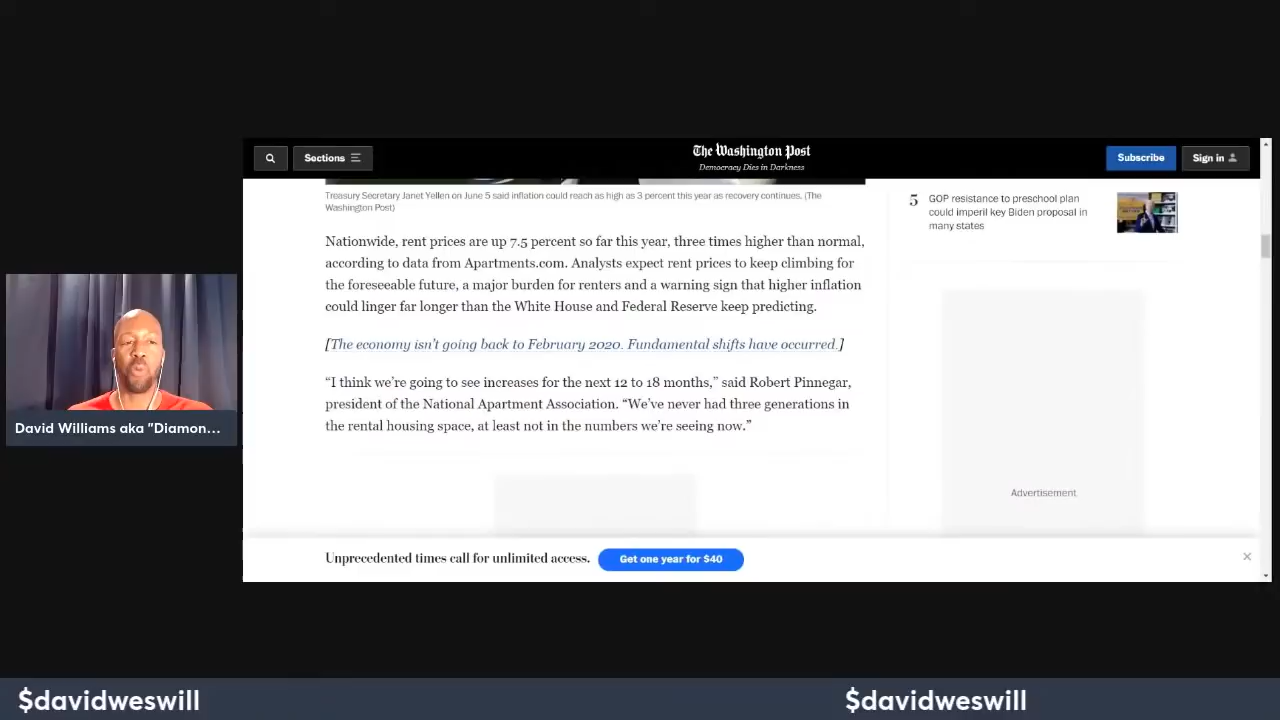 Sections
The Washington Post
Democracy Dies in Darkness
Subscribe
Sign in
Treasury Secretary Janet Yellen on June 5 said inflation could reach as high as 3 percent this year as recovery continues. (The
Washington Post)
5
GOP resistance to preschool plan
could imperil key Biden proposal in
many states
Nationwide, rent prices are up 7.5 percent so far this year, three times higher than normal,
according to data from Apartments.com. Analysts expect rent prices to keep climbing for
the foreseeable future, a major burden for renters and a warning sign that higher inflation
could linger far longer than the White House and Federal Reserve keep predicting.
[The economy isn't going back to February 2020. Fundamental shifts have occurred.]
“I think we're going to see increases for the next 12 to 18 months,” said Robert Pinnegar,
president of the National Apartment Association. “We've never had three generations in
the rental housing space, at least not in the numbers we're seeing now.”
David Williams aka "Diamon...
Advertisement
Unprecedented times call for unlimited access.
Get one year for $40
$davidweswill
$davidweswill